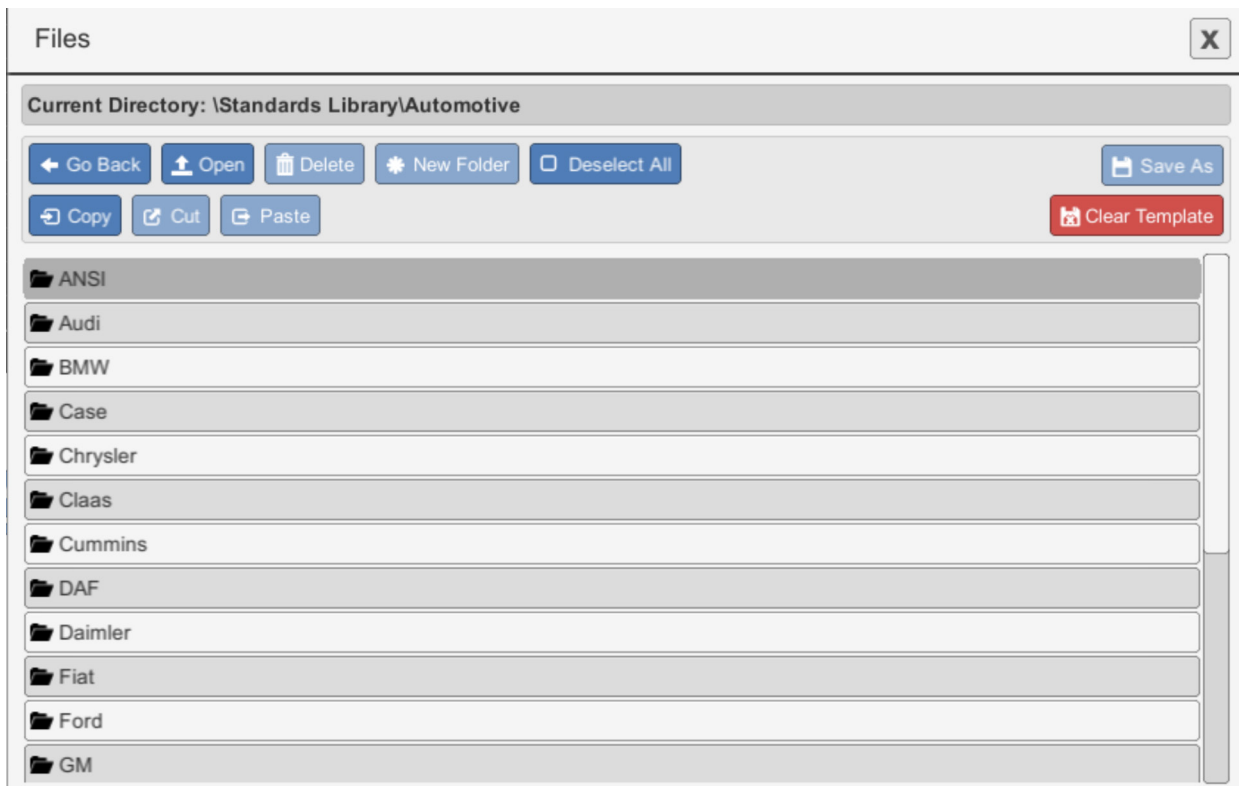 Files X
Current Directory: \Standards Library\Automotive
Go Back Open Delete New Folder Deselect All Save As
Copy Cut Paste Clear Template
ANSI
Audi
BMW
Case
Chrysler
Claas
Cummins
DAF
Daimler
Fiat
Ford
GM